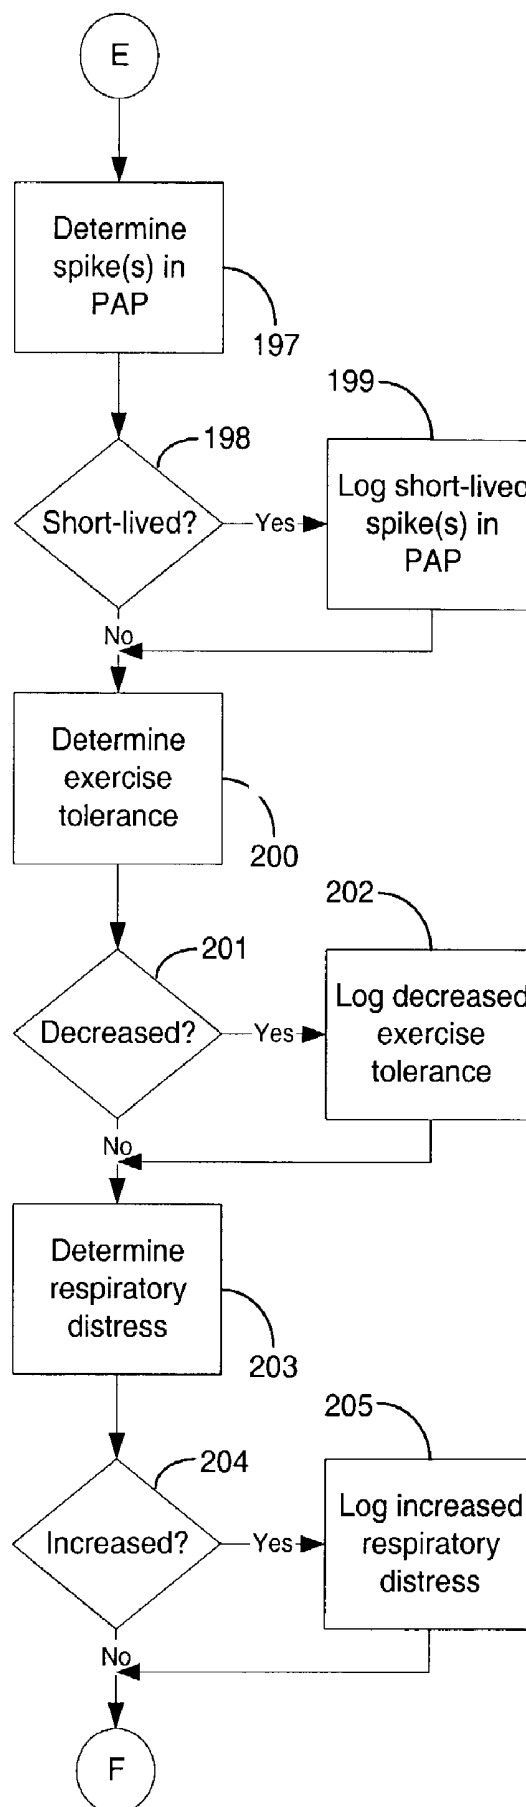 E
Determine
spike(s) in
PAP
197
198
199
Short-lived?
Yes
Log short-lived
spike(s) in
PAP
No
Determine
exercise
tolerance
200
201
202
Decreased?
Yes
Log decreased
exercise
tolerance
No
Determine
respiratory
distress
203
204
205
Increased?
Yes
Log increased
respiratory
distress
No
F